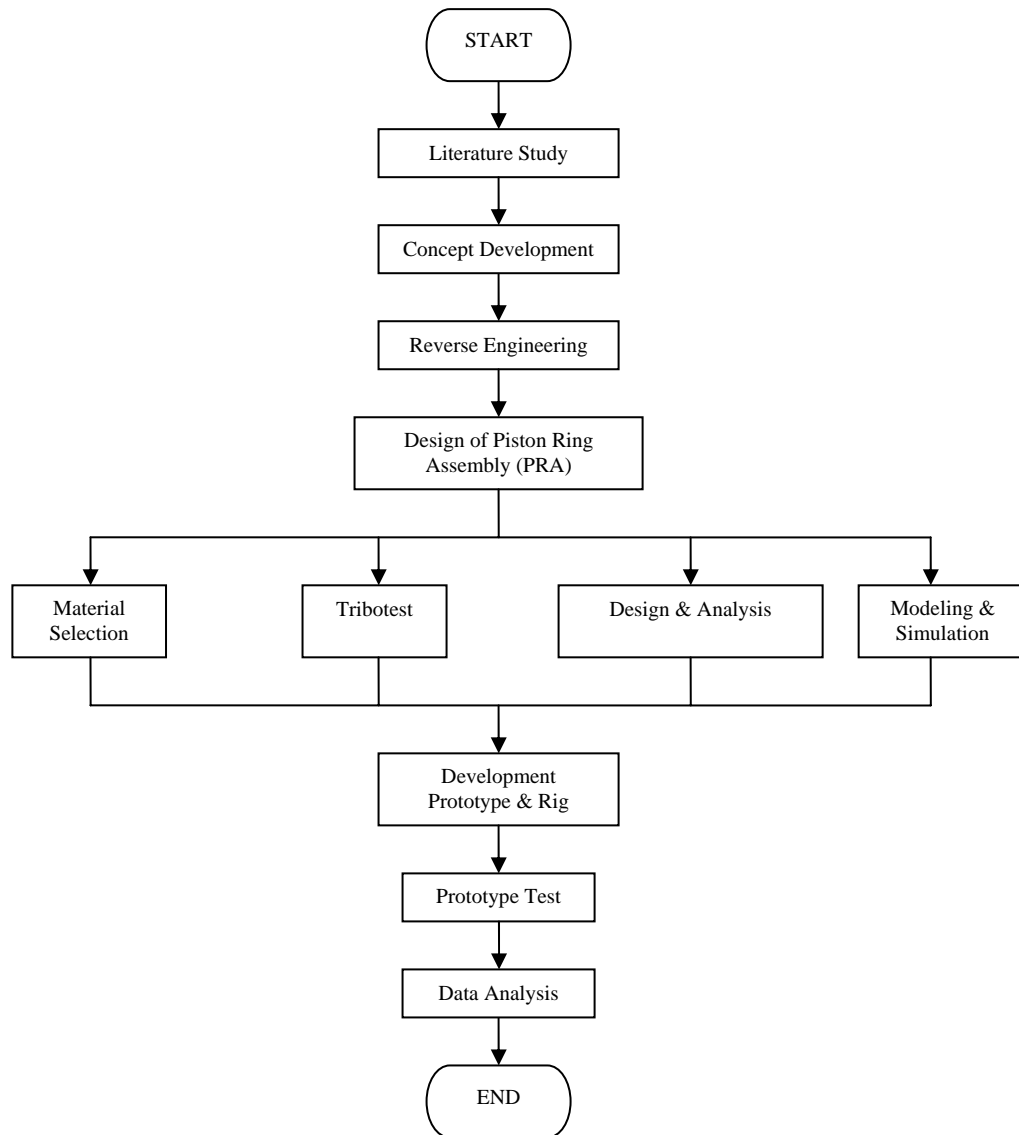 START
Literature Study
Concept Development
Reverse Engineering
Design of Piston Ring
Assembly (PRA)
Material
Selection
Tribotest
Design & Analysis
Modeling &
Simulation
Development
Prototype & Rig
Prototype Test
Data Analysis
END